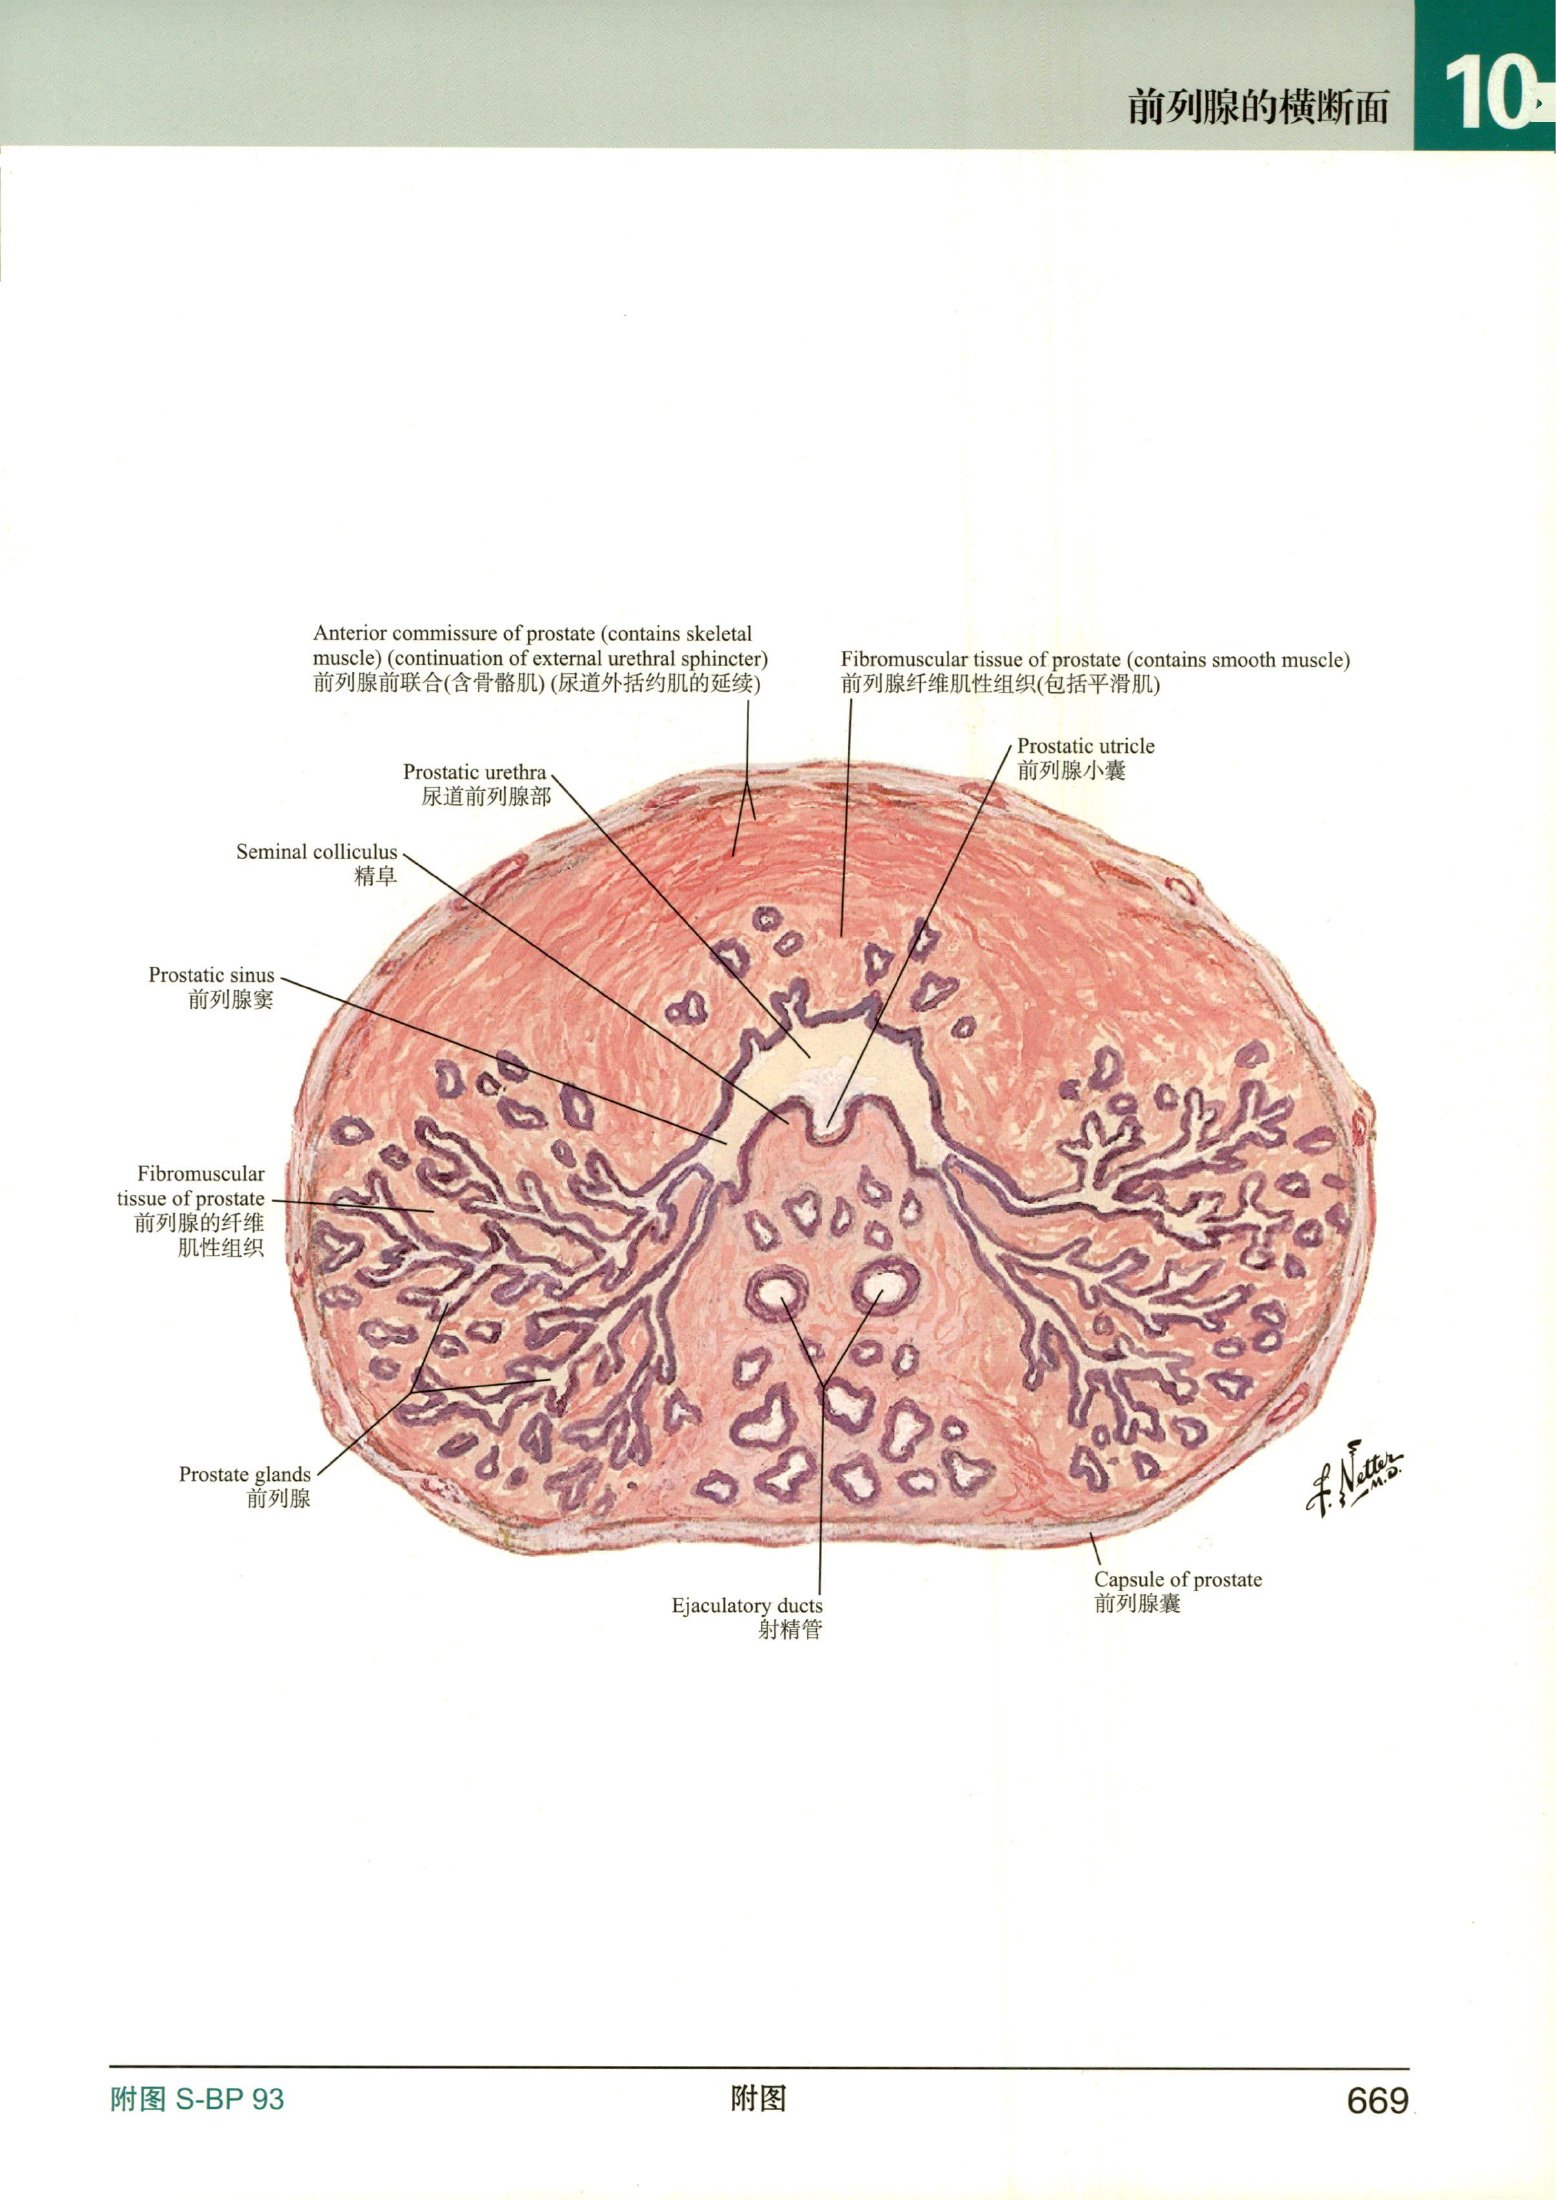 前列腺的横断面
10
Anterior commissure of prostate (contains skeletal
muscle) (continuation of external urethral sphincter)
前列腺前联合(含骨骼肌) (尿道外括约肌的延续)
Fibromuscular tissue of prostate (contains smooth muscle)
前列腺纤维肌性组织(包括平滑肌)
Prostatic utricle
前列腺小囊
Prostatic urethra
尿道前列腺部
Seminal colliculus
精阜
Prostatic sinus
前列腺窦
Fibromuscular
tissue of prostate
前列腺的纤维
肌性组织
Prostate glands
前列腺
F. Netter
M.D.
Capsule of prostate
前列腺囊
Ejaculatory ducts
射精管
附图 S-BP 93
附图
669